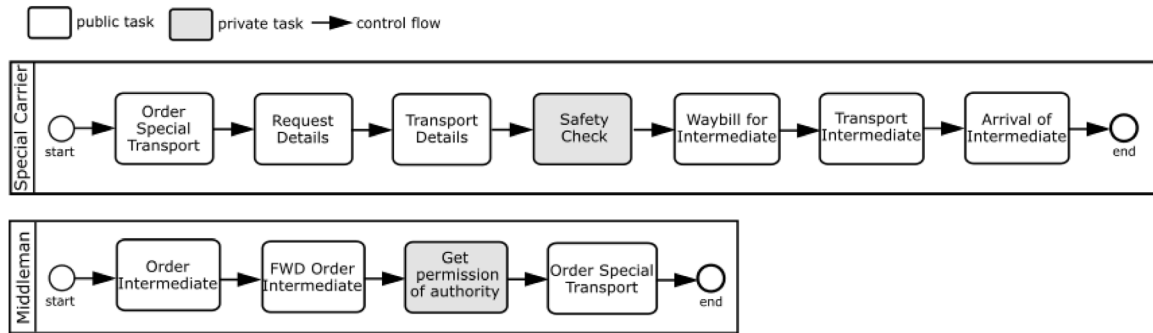 public task
private task
control flow
Special Carrier
start
Order
Special
Transport
Request
Details
Transport
Details
Safety
Check
Waybill for
Intermediate
Transport
Intermediate
Arrival of
Intermediate
end
Middleman
start
Order
Intermediate
FWD Order
Intermediate
Get
permission
of authority
Order Special
Transport
end